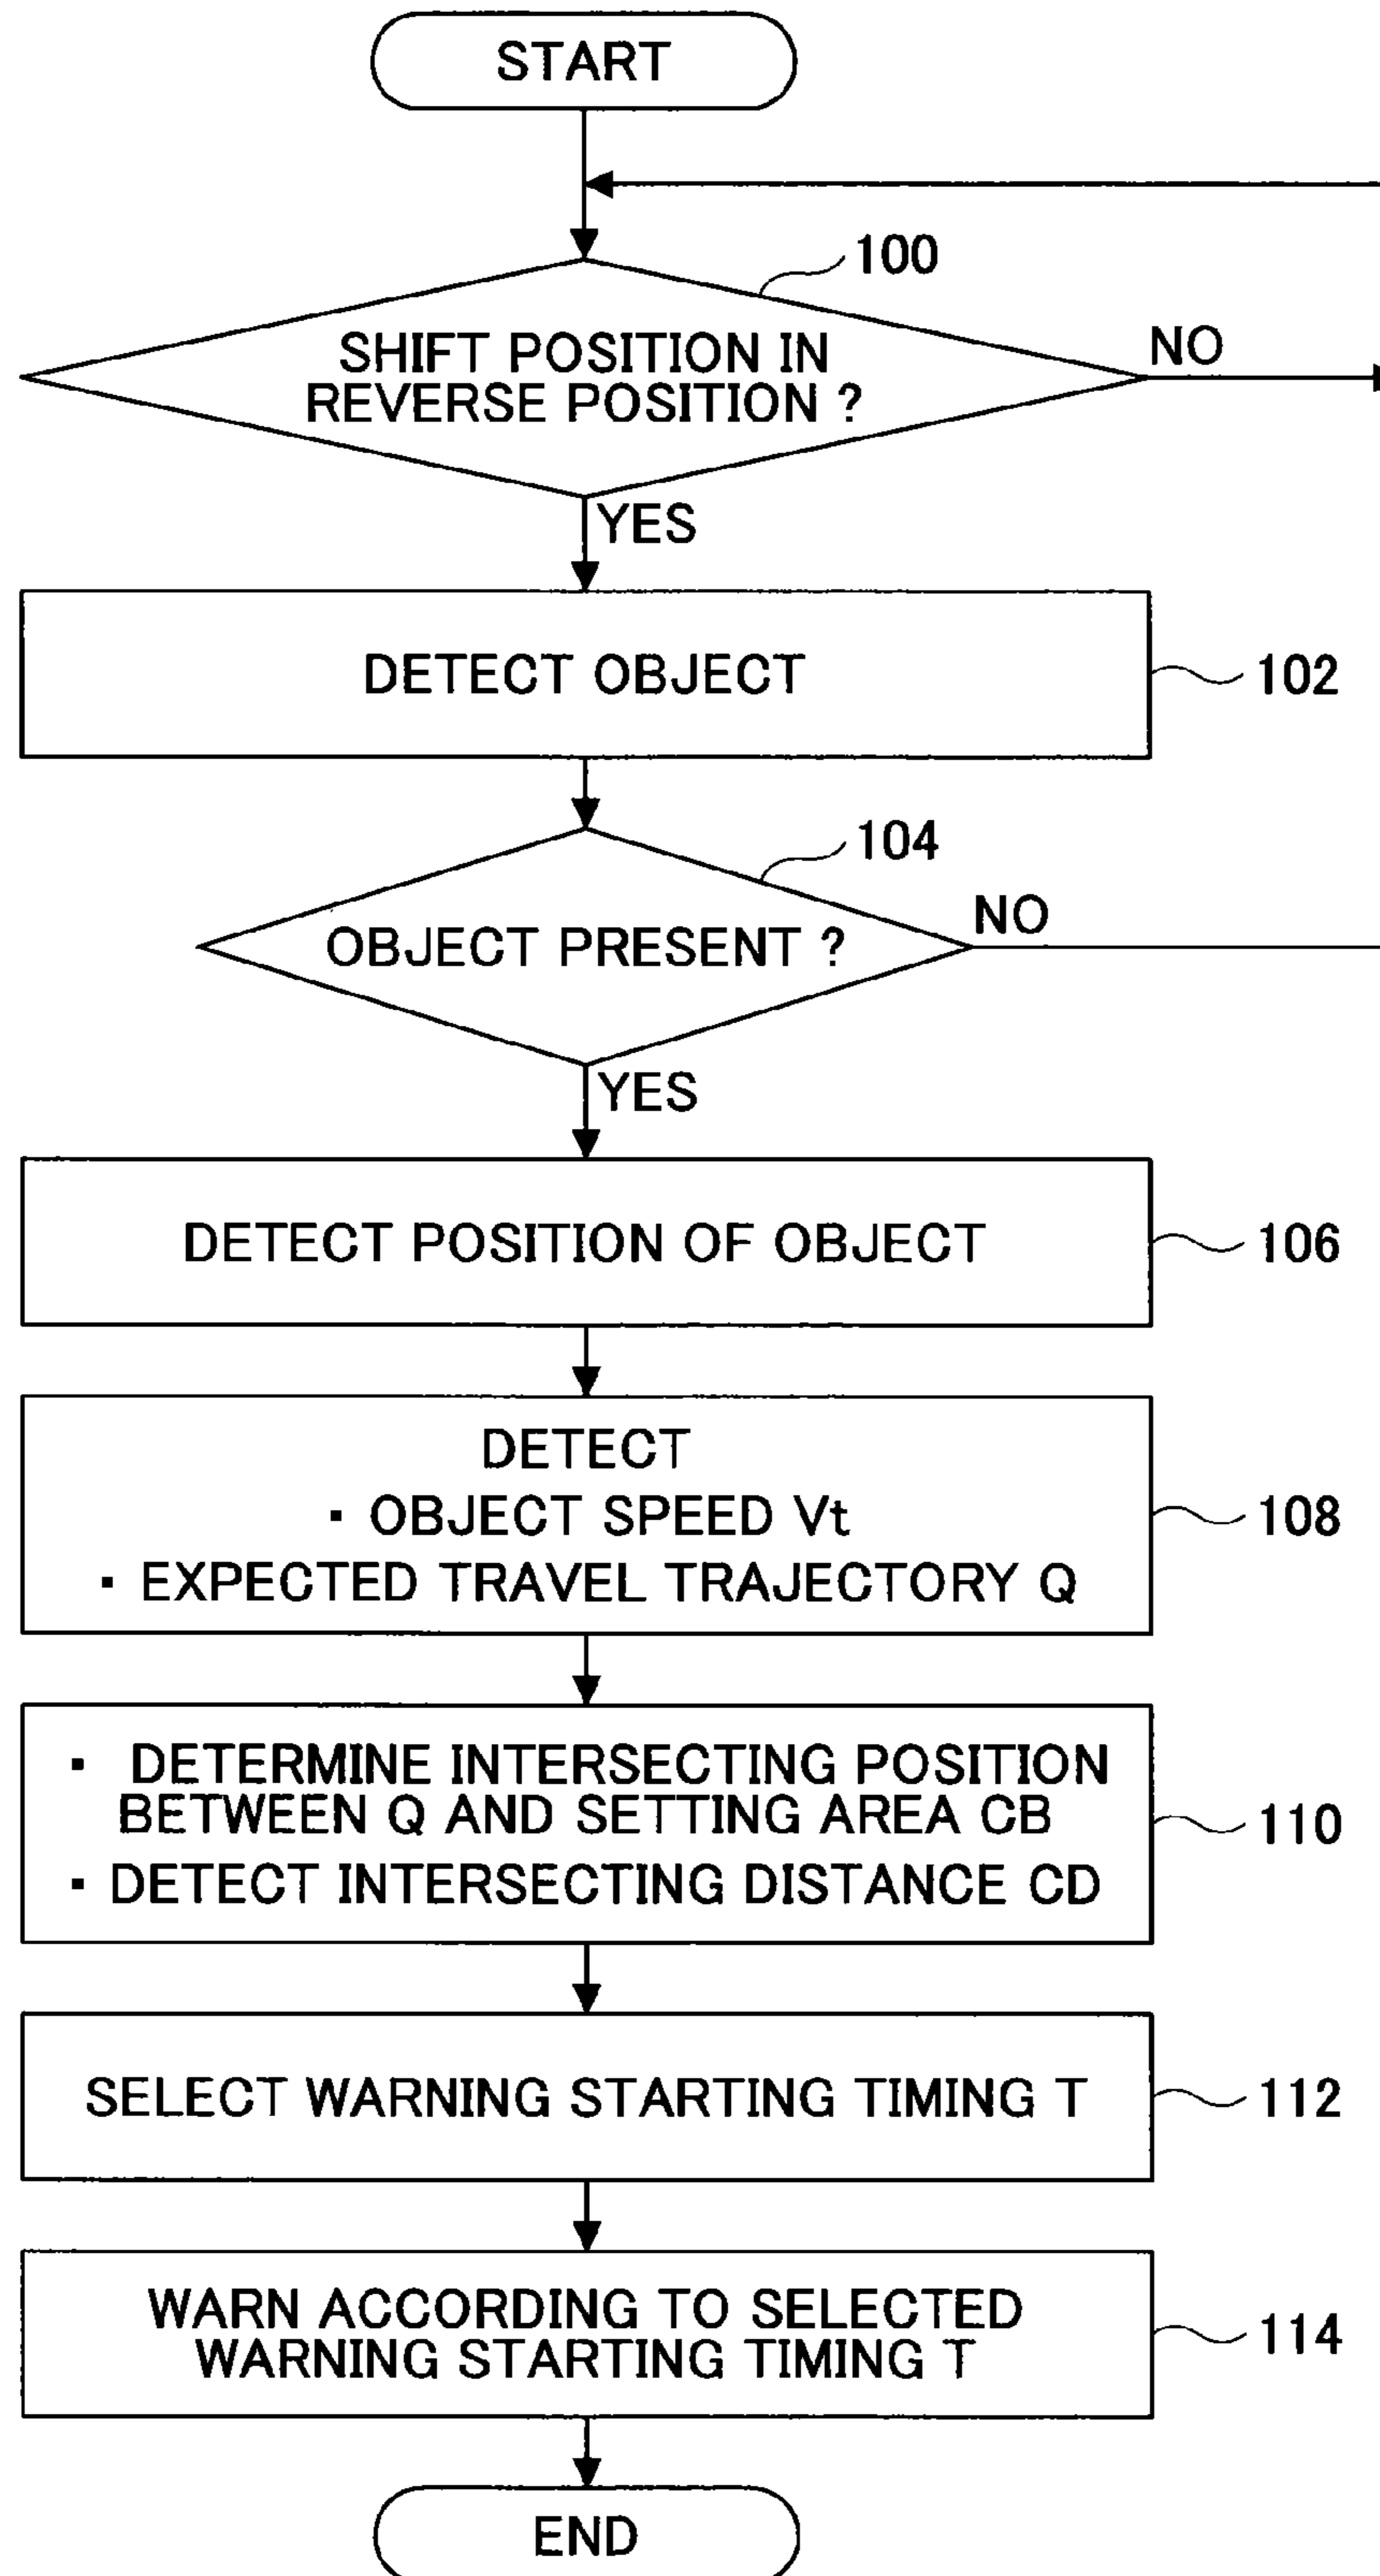 START
100
SHIFT POSITION IN
REVERSE POSITION ?
NO
YES
DETECT OBJECT
102
104
OBJECT PRESENT ?
NO
YES
DETECT POSITION OF OBJECT
106
DETECT
▪ OBJECT SPEED Vt
▪ EXPECTED TRAVEL TRAJECTORY Q
108
▪ DETERMINE INTERSECTING POSITION
BETWEEN Q AND SETTING AREA CB
▪ DETECT INTERSECTING DISTANCE CD
110
SELECT WARNING STARTING TIMING T
112
WARN ACCORDING TO SELECTED
WARNING STARTING TIMING T
114
END